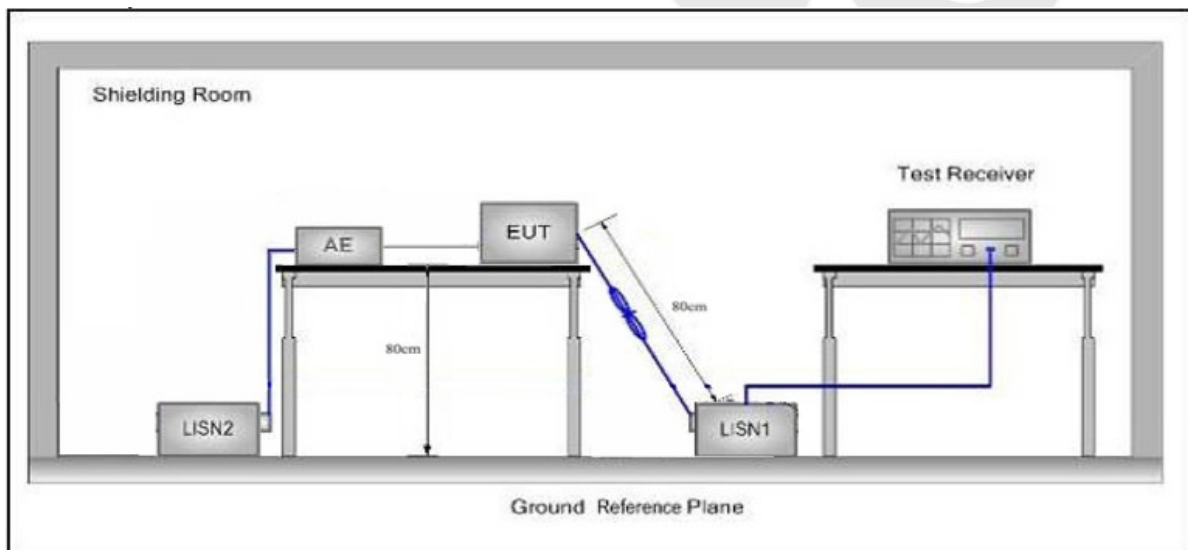 Shielding Room
Test Receiver
AE
EUT
80cm
80cm
LISN2
LISN1
Ground Reference Plane